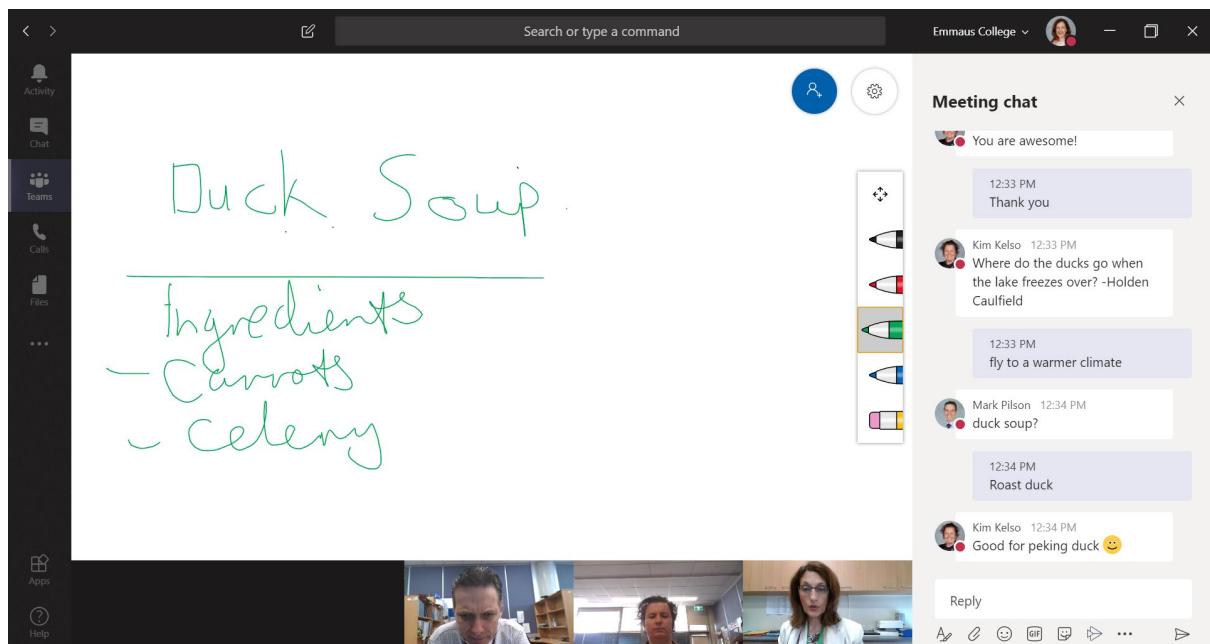 Search or type a command
Emmaus College
Activity
Chat
Teams
Calls
Files
Apps
Help
Duck Soup.
Ingredients
- Carrots
- Celery
Meeting chat
You are awesome!
12:33 PM
Thank you
Kim Kelso 12:33 PM
Where do the ducks go when
the lake freezes over? -Holden
Caulfield
12:33 PM
fly to a warmer climate
Mark Pilson 12:34 PM
duck soup?
12:34 PM
Roast duck
Kim Kelso 12:34 PM
Good for peking duck 🙂
Reply
GIF